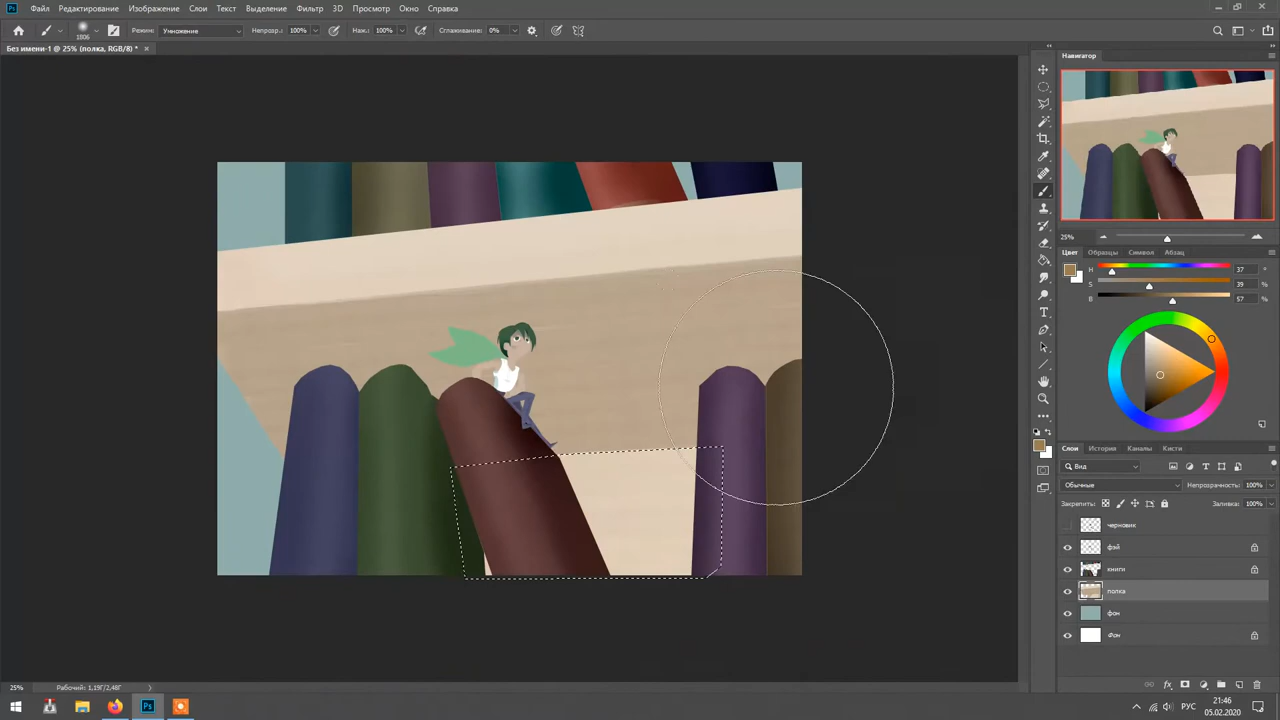 Ps Файл Редактирование Изображение Слои Текст Выделение Фильтр 3D Просмотр Окно Справка
1806 Режим: Умножение Непрозр.: 100% Наж.: 100% Сглаживание: 0%
Без имени-1 @ 25% (полка, RGB/8) *
Навигатор
25%
Цвет Образцы Символ Абзац
H 37 °
S 39 %
B 57 %
Слои История Каналы Кисти
Вид
Обычные Непрозрачность: 100%
Закрепить: Заливка: 100%
черновик
фэй
книги
полка
фон
Фон
25% Рабочий: 1,19Г/2,48Г
Ps РУС 21:46
05.02.2020